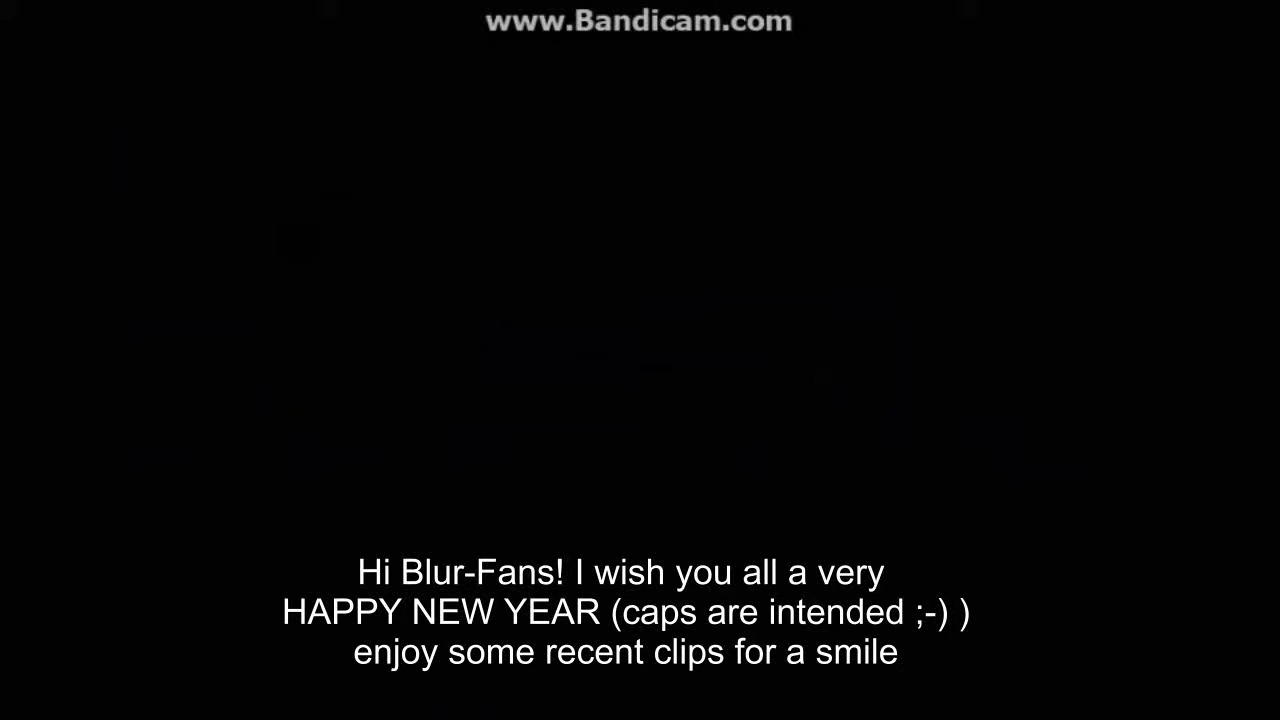 www.Bandicam.com
Hi Blur-Fans! I wish you all a very
HAPPY NEW YEAR (caps are intended ;-) )
enjoy some recent clips for a smile